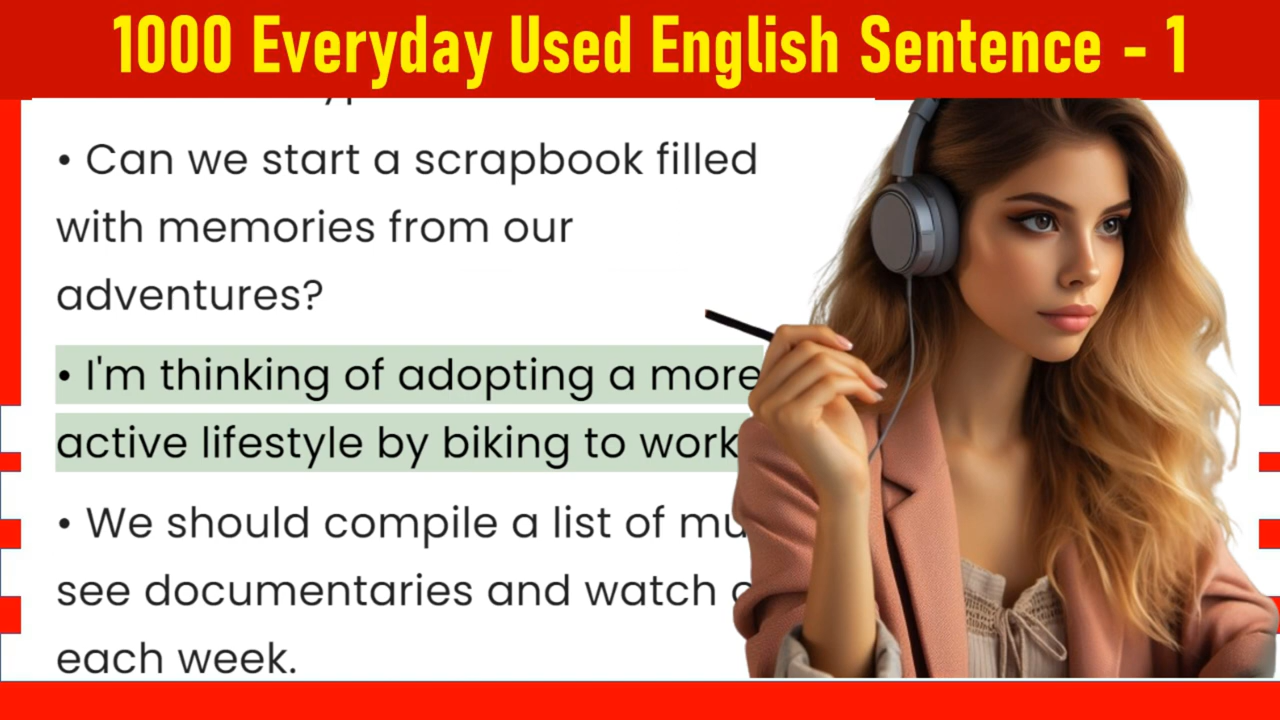 1000 Everyday Used English Sentence - 1
• Can we start a scrapbook filled
with memories from our
adventures?
• I'm thinking of adopting a more
active lifestyle by biking to work
• We should compile a list of
see documentaries and watch
each week.